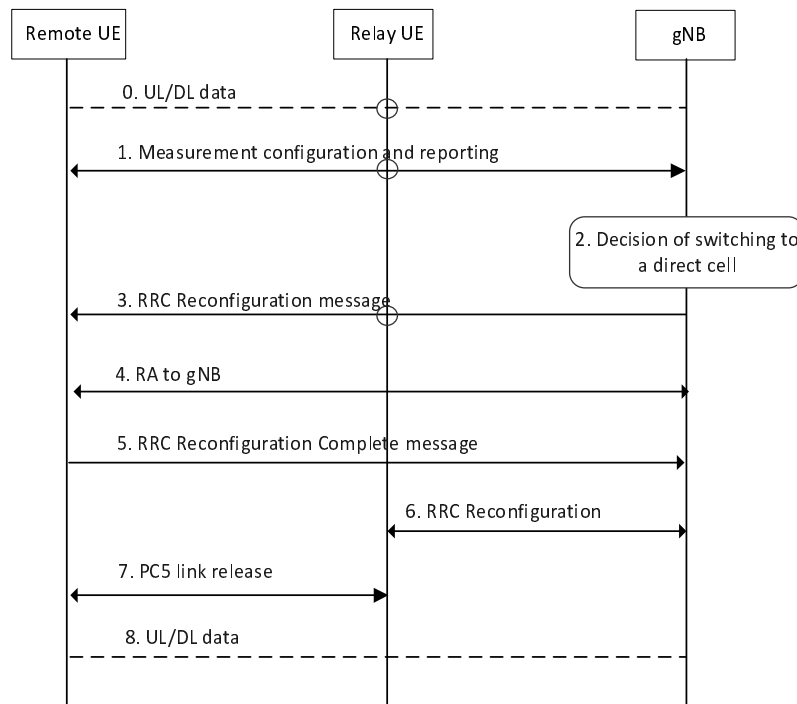 Remote UE
Relay UE
gNB
0. UL/DL data
1. Measurement configuration and reporting
2. Decision of switching to
a direct cell
3. RRC Reconfiguration message
4. RA to gNB
5. RRC Reconfiguration Complete message
6. RRC Reconfiguration
7. PC5 link release
8. UL/DL data